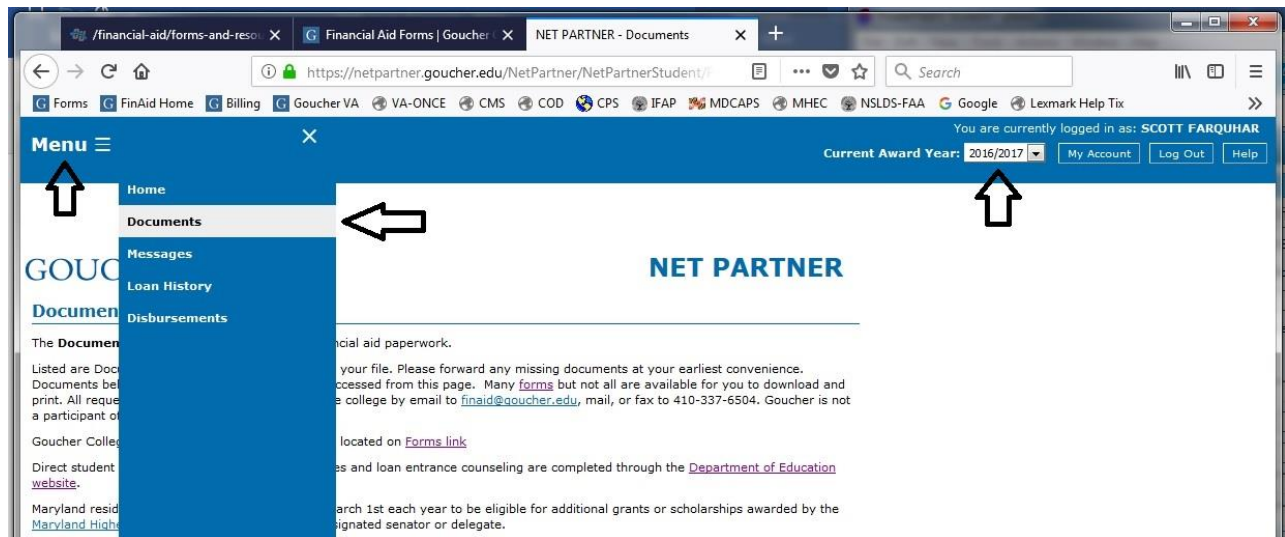 /financial-aid/forms-and-resou
Financial Aid Forms | Goucher
NET PARTNER - Documents
https://netpartner.goucher.edu/NetPartner/NetPartnerStudent/
Search
Forms FinAid Home Billing Goucher VA VA-ONCE CMS COD CPS IFAP MDCAPS MHEC NSLDS-FAA Google Lexmark Help Tix
You are currently logged in as: SCOTT FARQUHAR
Menu
Current Award Year: 2016/2017 My Account Log Out Help
Home
Documents
Messages
Loan History
Disbursements
GOUC
NET PARTNER
Documen
The Documen ncial aid paperwork.
Listed are Doc your file. Please forward any missing documents at your earliest convenience.
Documents bel ccessed from this page. Many forms but not all are available for you to download and
print. All reque e college by email to finaid@goucher.edu, mail, or fax to 410-337-6504. Goucher is not
a participant of
Goucher Colleg located on Forms link
Direct student es and loan entrance counseling are completed through the Department of Education
website.
Maryland resid arch 1st each year to be eligible for additional grants or scholarships awarded by the
Maryland Highe signated senator or delegate.